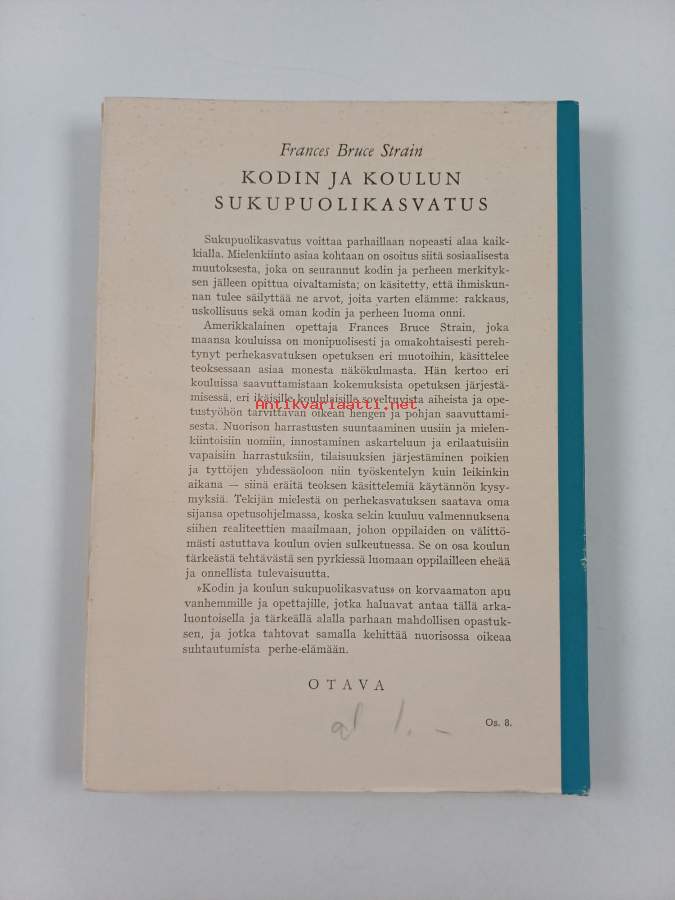 Frances Bruce Strain
KODIN JA KOULUN
SUKUPUOLIKASVATUS
Sukupuolikasvatus voittaa parhaillaan nopeasti alaa kaik-
kialla. Mielenkiinto asiaa kohtaan on osoitus siitä sosiaalisesta
muutoksesta, joka on seurannut kodin ja perheen merkityk-
sen jälleen opittua oivaltamista; on käsitetty, että ihmiskun-
nan tulee säilyttää ne arvot, joita varten elämme: rakkaus,
uskollisuus sekä oman kodin ja perheen luoma onni.
Amerikkalainen opettaja Frances Bruce Strain, joka
maansa kouluissa on monipuolisesti ja omakohtaisesti pereh-
tynyt perhekasvatuksen opetuksen eri muotoihin, käsittelee
teoksessaan asiaa monesta näkökulmasta. Hän kertoo eri
kouluissa saavuttamistaan kokemuksista opetuksen järjestä-
misessä, eri ikäisille koululaisille soveltuvista aiheista ja ope-
Antikvariaatti.net
tustyöhön tarvittavan oikean hengen ja pohjan saavuttami-
sesta. Nuorison harrastusten suuntaaminen uusiin ja mielen-
kiintoisiin uomiin, innostaminen askarteluun ja erilaatuisiin
vapaisiin harrastuksiin, tilaisuuksien järjestäminen poikien
ja tyttöjen yhdessäoloon niin työskentelyn kuin leikinkin
aikana — siinä eräitä teoksen käsittelemiä käytännön kysy-
myksiä. Tekijän mielestä on perhekasvatuksen saatava oma
sijansa opetusohjelmassa, koska sekin kuuluu valmennuksena
siihen realiteettien maailmaan, johon oppilaiden on välittö-
mästi astuttava koulun ovien sulkeutuessa. Se on osa koulun
tärkeästä tehtävästä sen pyrkiessä luomaan oppilailleen eheää
ja onnellista tulevaisuutta.
»Kodin ja koulun sukupuolikasvatus» on korvaamaton apu
vanhemmille ja opettajille, jotka haluavat antaa tällä arka-
luontoisella ja tärkeällä alalla parhaan mahdollisen opastuk-
sen, ja jotka tahtovat samalla kehittää nuorisossa oikeaa
suhtautumista perhe-elämään.
OTAVA
1.-
Os. 8.